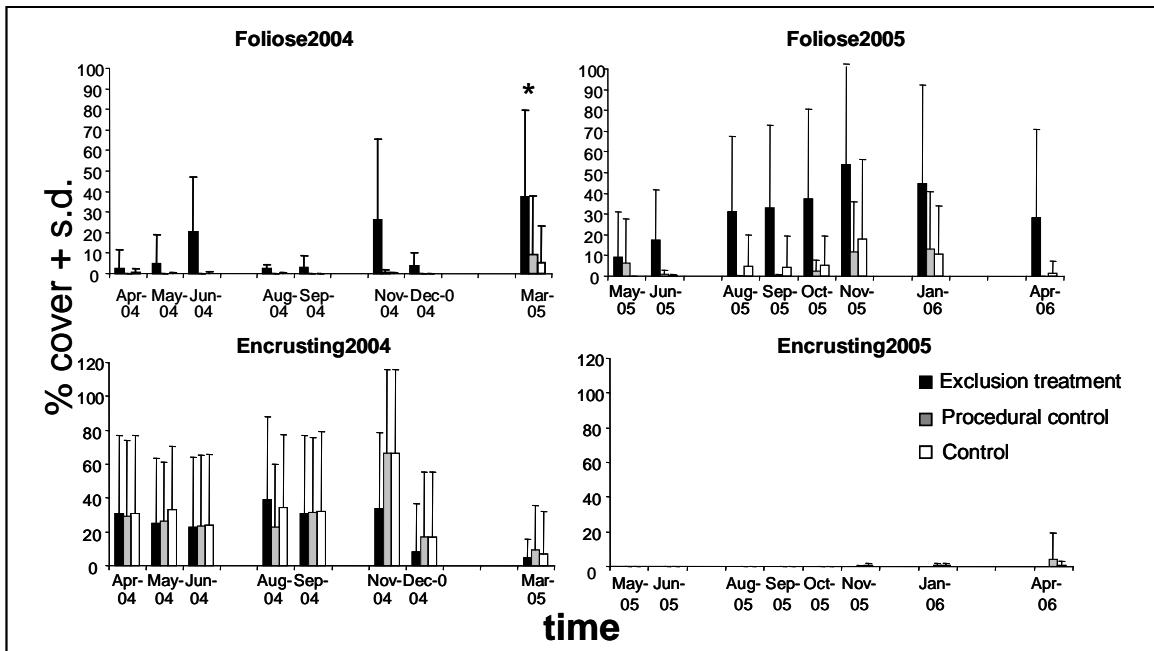 Foliose2004
Foliose2005
100
90
80
70
60
50
40
30
20
10
0
*
Apr- May- Jun- Aug- Sep- Nov- Dec-0 Mar-
04 04 04 04 04 04 04 05
100
90
80
70
60
50
40
30
20
10
0
May- Jun- Aug- Sep- Oct- Nov- Jan- Apr-
05 05 05 05 05 05 06 06
% cover + s.d.
Encrusting2004
Encrusting2005
120
100
80
60
40
20
0
Apr- May- Jun- Aug- Sep- Nov- Dec-0 Mar-
04 04 04 04 04 04 04 05
120
100
80
60
40
20
0
Exclusion treatment
Procedural control
Control
May- Jun- Aug- Sep- Oct- Nov- Jan- Apr-
05 05 05 05 05 05 06 06
time